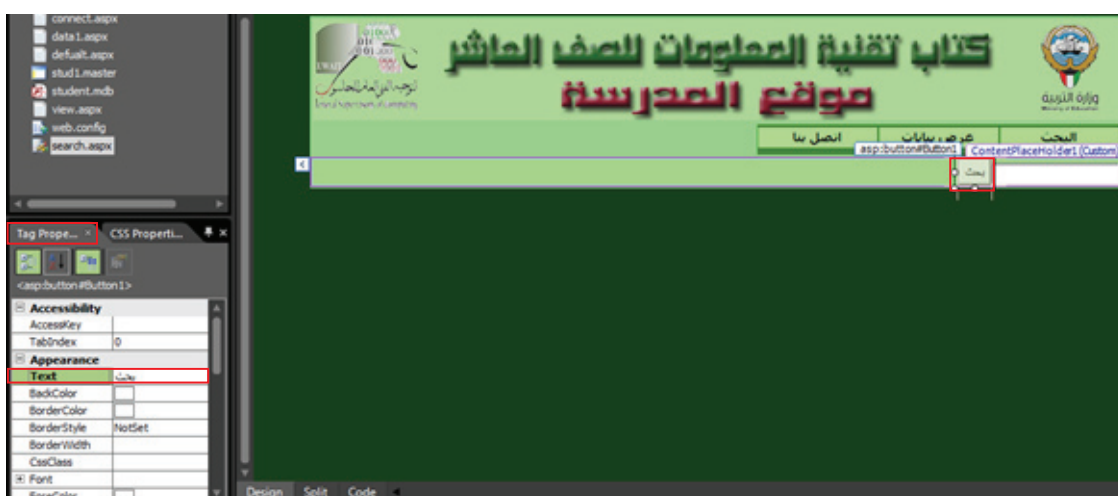 connect.aspx
data1.aspx
defualt.aspx
stud1.master
student.mdb
view.aspx
web.config
search.aspx
كتاب تقنية المعلومات للصف العاشر
موقع المدرسة
وزارة التربية
KUWAIT
البحث
عرض بيانات
اتصل بنا
asp:button#Button1
ContentPlaceHolder1 (Custom)
بحث
Tag Prope... ×
CSS Properti...
<asp:button#Button1>
Accessibility
AccessKey
TabIndex 0
Appearance
Text بحث
BackColor
BorderColor
BorderStyle NotSet
BorderWidth
CssClass
Font
ForeColor
Design Split Code